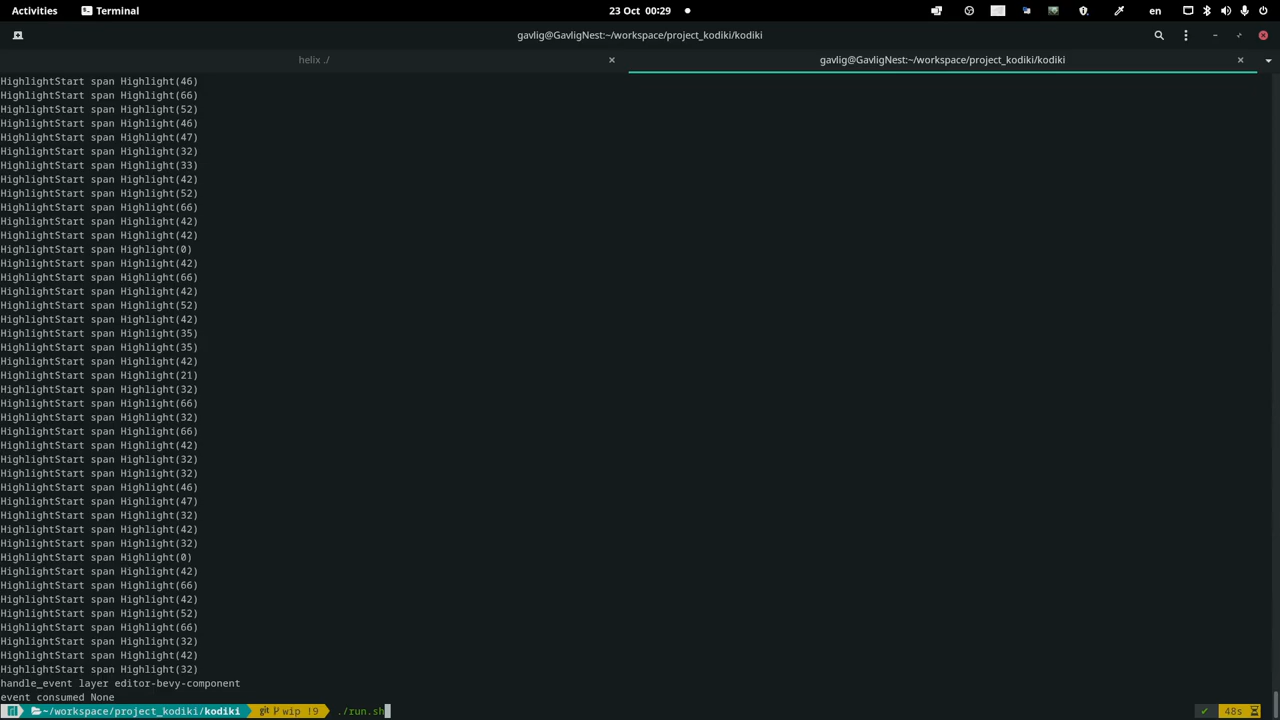 Activities Terminal 23 Oct 00:29 en
gavlig@GavligNest:~/workspace/project_kodiki/kodiki
helix ./ gavlig@GavligNest:~/workspace/project_kodiki/kodiki
HighlightStart span Highlight(46)
HighlightStart span Highlight(66)
HighlightStart span Highlight(52)
HighlightStart span Highlight(46)
HighlightStart span Highlight(47)
HighlightStart span Highlight(32)
HighlightStart span Highlight(33)
HighlightStart span Highlight(42)
HighlightStart span Highlight(52)
HighlightStart span Highlight(66)
HighlightStart span Highlight(42)
HighlightStart span Highlight(42)
HighlightStart span Highlight(0)
HighlightStart span Highlight(42)
HighlightStart span Highlight(66)
HighlightStart span Highlight(42)
HighlightStart span Highlight(52)
HighlightStart span Highlight(42)
HighlightStart span Highlight(35)
HighlightStart span Highlight(35)
HighlightStart span Highlight(42)
HighlightStart span Highlight(21)
HighlightStart span Highlight(32)
HighlightStart span Highlight(66)
HighlightStart span Highlight(32)
HighlightStart span Highlight(66)
HighlightStart span Highlight(42)
HighlightStart span Highlight(32)
HighlightStart span Highlight(32)
HighlightStart span Highlight(46)
HighlightStart span Highlight(47)
HighlightStart span Highlight(32)
HighlightStart span Highlight(42)
HighlightStart span Highlight(32)
HighlightStart span Highlight(0)
HighlightStart span Highlight(42)
HighlightStart span Highlight(66)
HighlightStart span Highlight(42)
HighlightStart span Highlight(52)
HighlightStart span Highlight(66)
HighlightStart span Highlight(32)
HighlightStart span Highlight(42)
HighlightStart span Highlight(32)
handle_event layer editor-bevy-component
event consumed None
~/workspace/project_kodiki/kodiki git wip !9 ./run.sh ✔ 48s